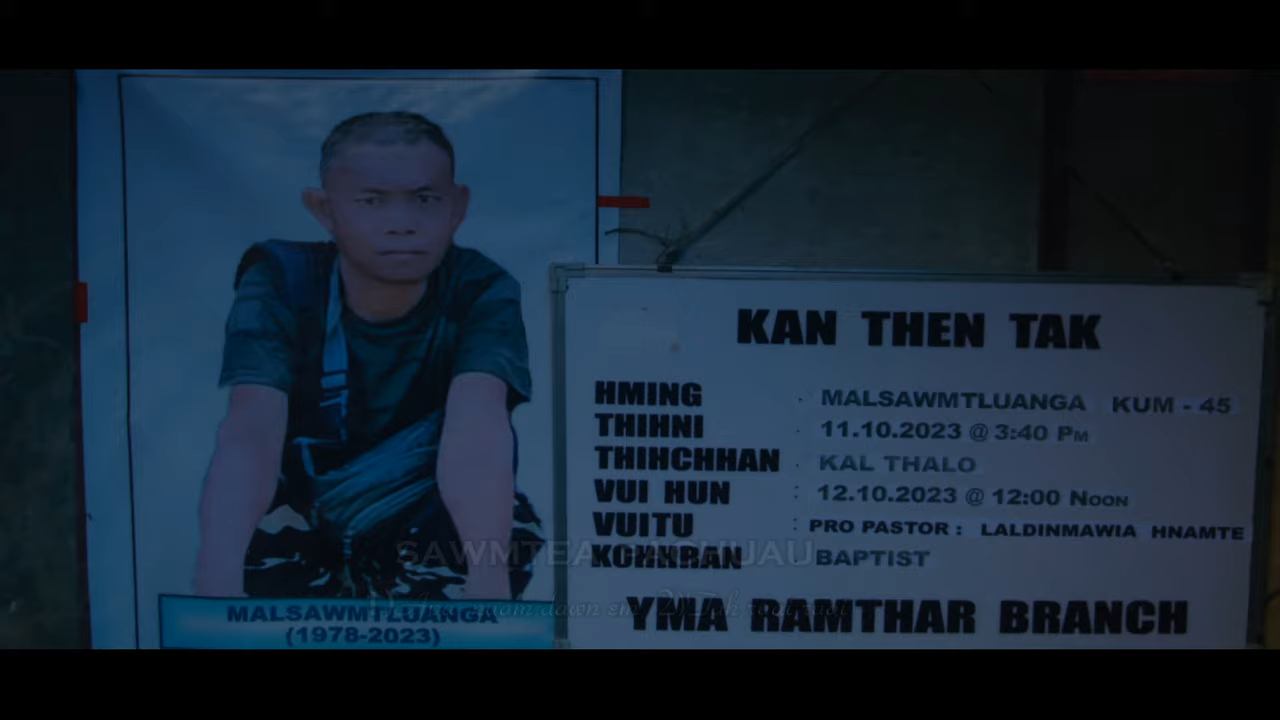 KAN THEN TAK
HMING : MALSAWMTLUANGA KUM - 45
THIHNI : 11.10.2023 @ 3:40 PM
THIHCHHAN : KAL THALO
VUI HUN : 12.10.2023 @ 12:00 NOON
VUITU : PRO PASTOR : LALDINMAWIA HNAMTE
KOHHRAN : BAPTIST
YMA RAMTHAR BRANCH
MALSAWMTLUANGA
(1978-2023)